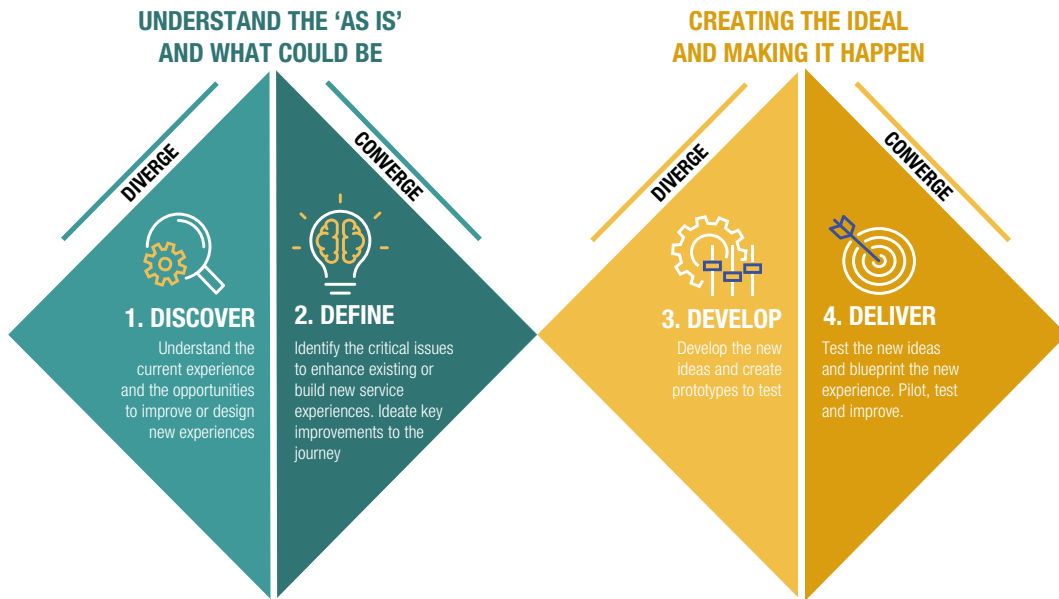 UNDERSTAND THE ‘AS IS’
AND WHAT COULD BE
DIVERGE
CONVERGE
1. DISCOVER
Understand the
current experience
and the opportunities
to improve or design
new experiences
2. DEFINE
Identify the critical issues
to enhance existing or
build new service
experiences. Ideate key
improvements to the
journey
CREATING THE IDEAL
AND MAKING IT HAPPEN
DIVERGE
CONVERGE
3. DEVELOP
Develop the new
ideas and create
prototypes to test
4. DELIVER
Test the new ideas
and blueprint the new
experience. Pilot, test
and improve.